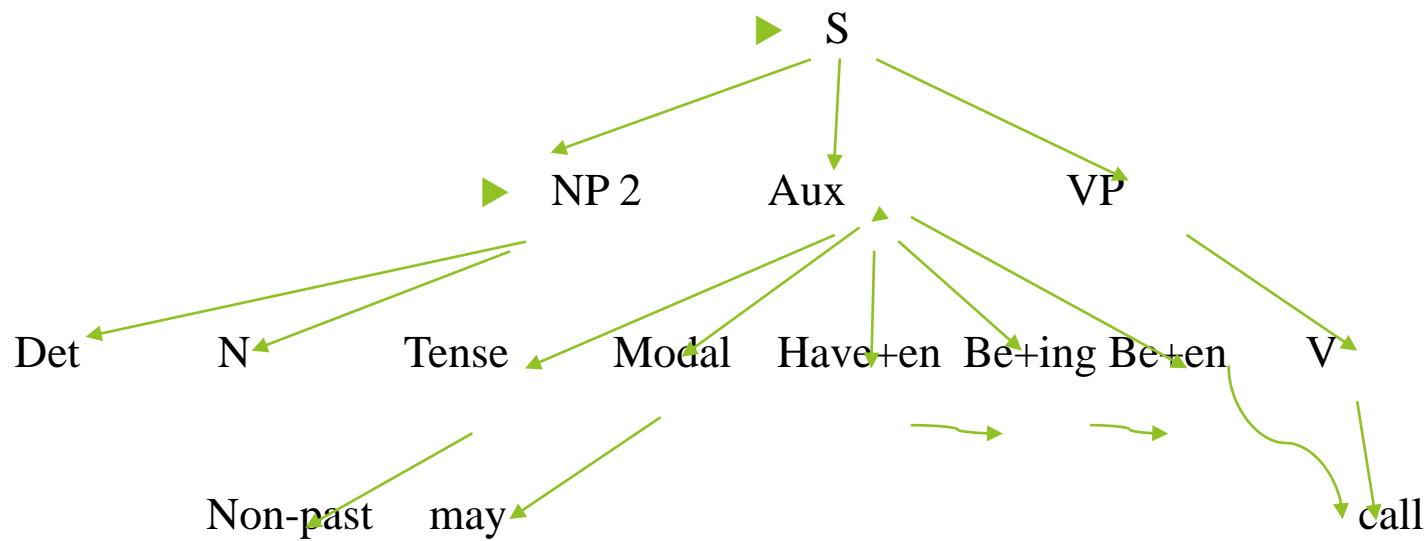 S
NP 2 Aux VP
Det N Tense Modal Have+en Be+ing Be+en V
Non-past may call